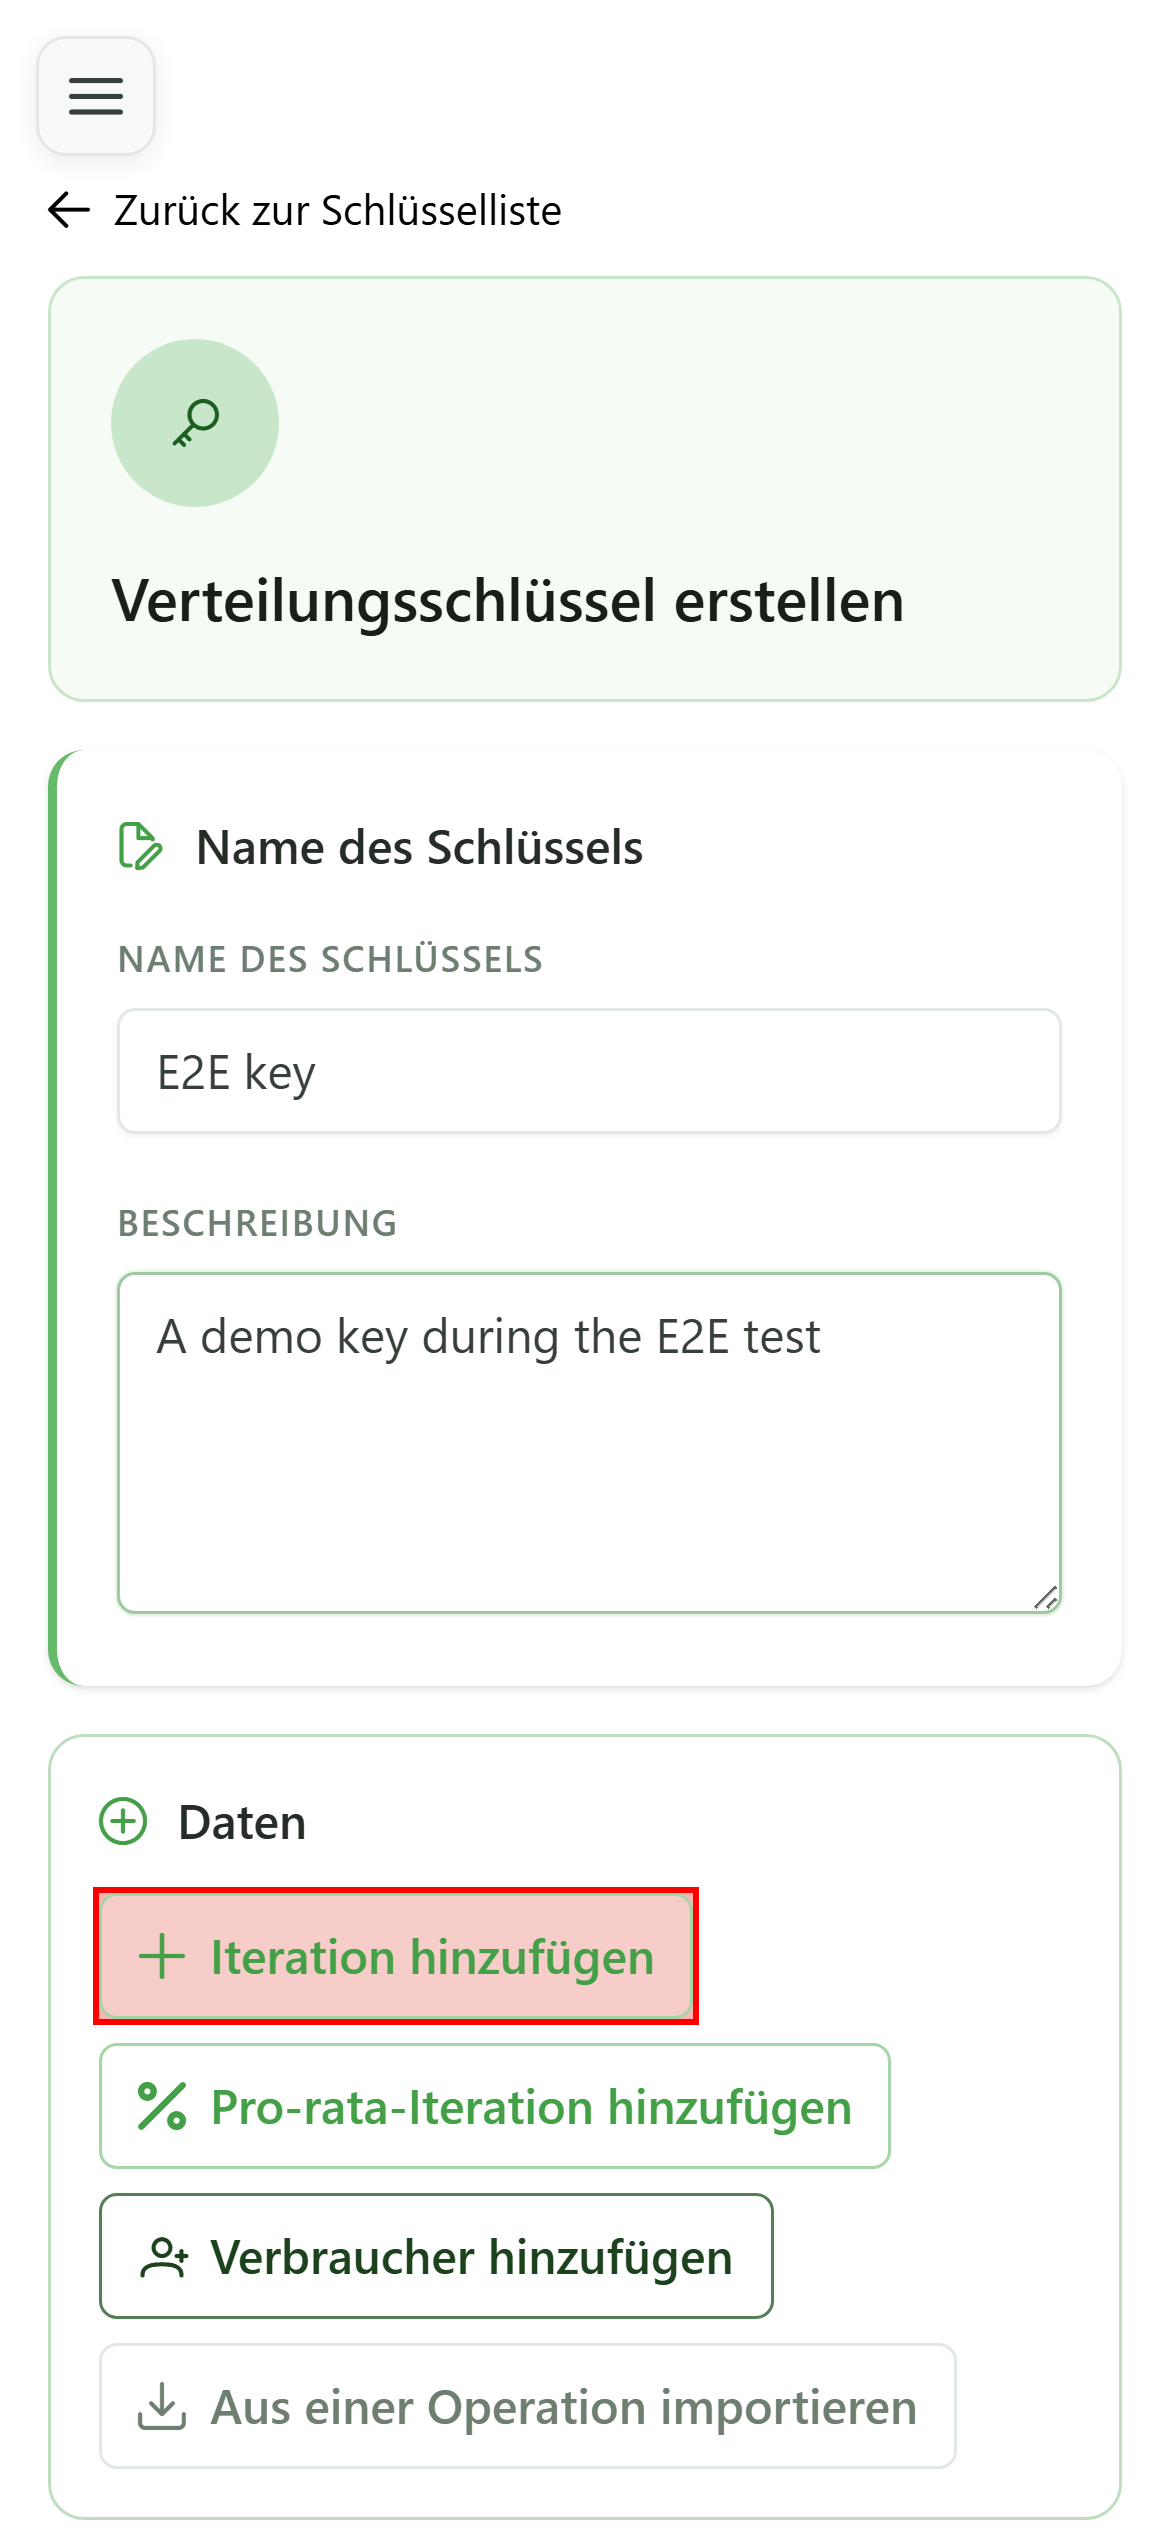 Zurück zur Schlüsselliste
Verteilungsschlüssel erstellen
Name des Schlüssels
NAME DES SCHLÜSSELS
E2E key
BESCHREIBUNG
A demo key during the E2E test
Daten
Iteration hinzufügen
Pro-rata-Iteration hinzufügen
Verbraucher hinzufügen
Aus einer Operation importieren